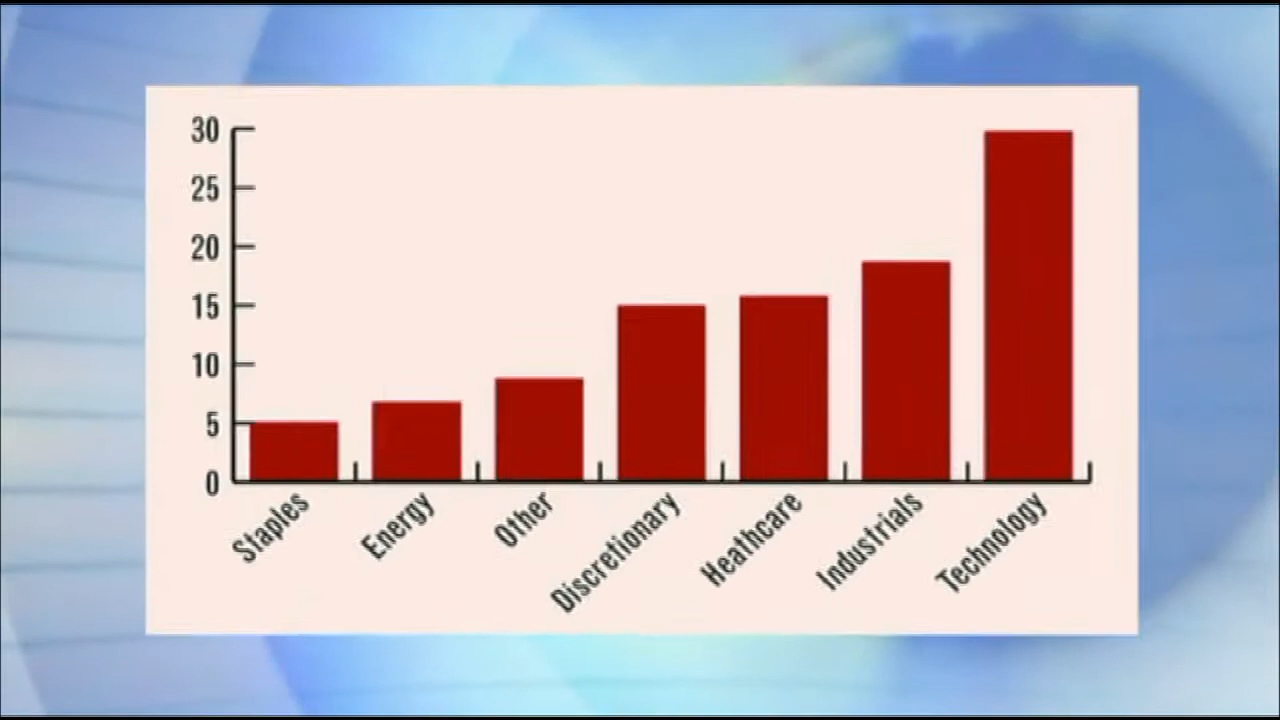 30
25
20
15
10
5
0
Staples
Energy
Other
Discretionary
Heathcare
Industrials
Technology